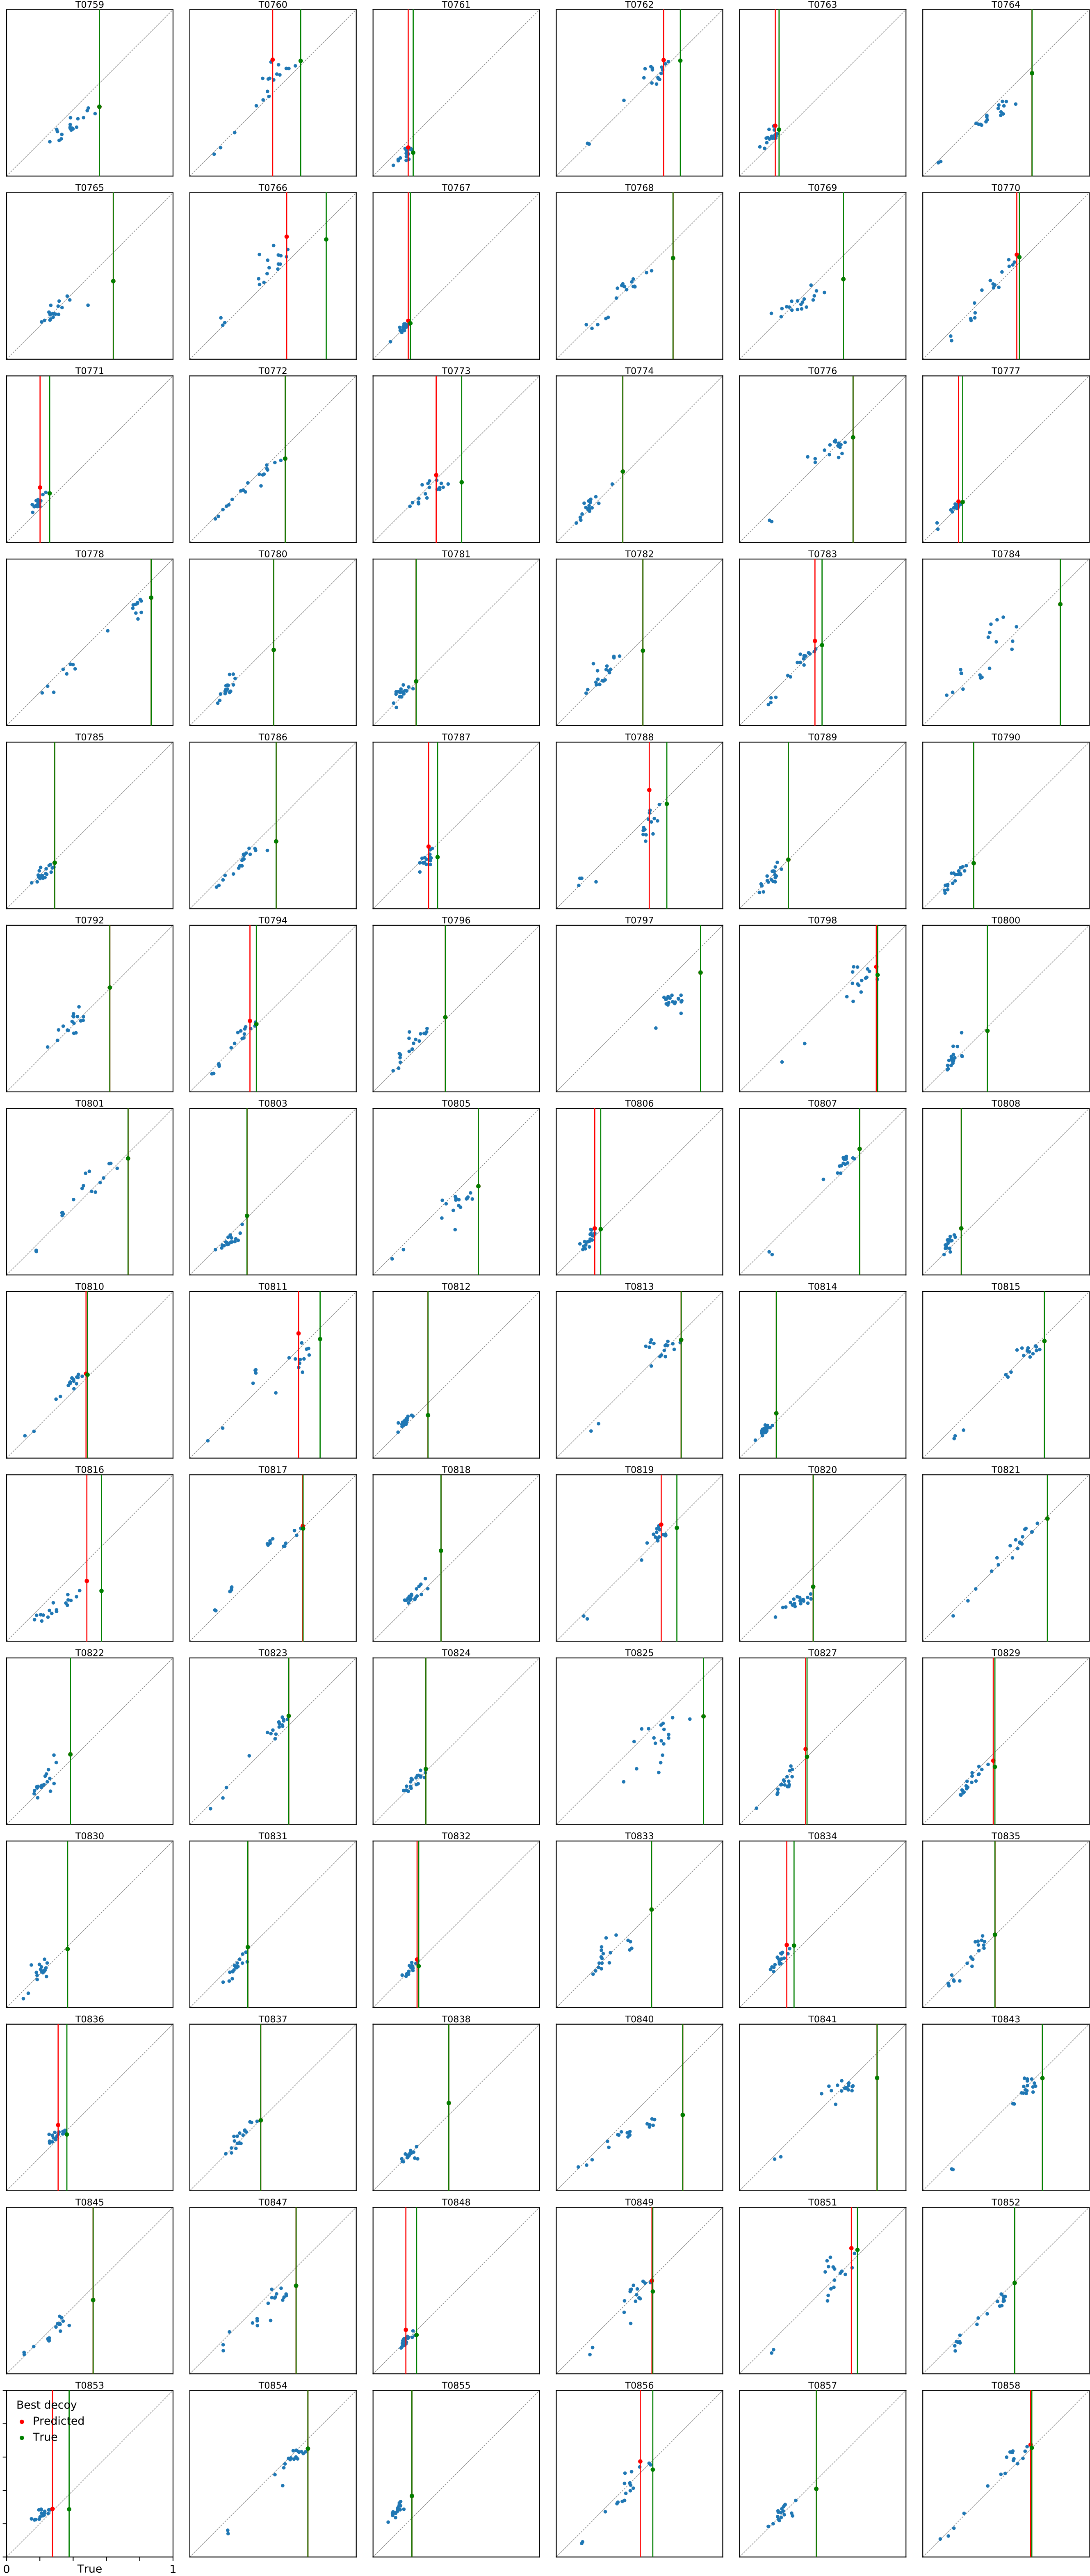 T0759 T0760 T0761 T0762 T0763 T0764
T0765 T0766 T0767 T0768 T0769 T0770
T0771 T0772 T0773 T0774 T0776 T0777
T0778 T0780 T0781 T0782 T0783 T0784
T0785 T0786 T0787 T0788 T0789 T0790
T0792 T0794 T0796 T0797 T0798 T0800
T0801 T0803 T0805 T0806 T0807 T0808
T0810 T0811 T0812 T0813 T0814 T0815
T0816 T0817 T0818 T0819 T0820 T0821
T0822 T0823 T0824 T0825 T0827 T0829
T0830 T0831 T0832 T0833 T0834 T0835
T0836 T0837 T0838 T0840 T0841 T0843
T0845 T0847 T0848 T0849 T0851 T0852
T0853 T0854 T0855 T0856 T0857 T0858
Best decoy
Predicted
True
0 True 1